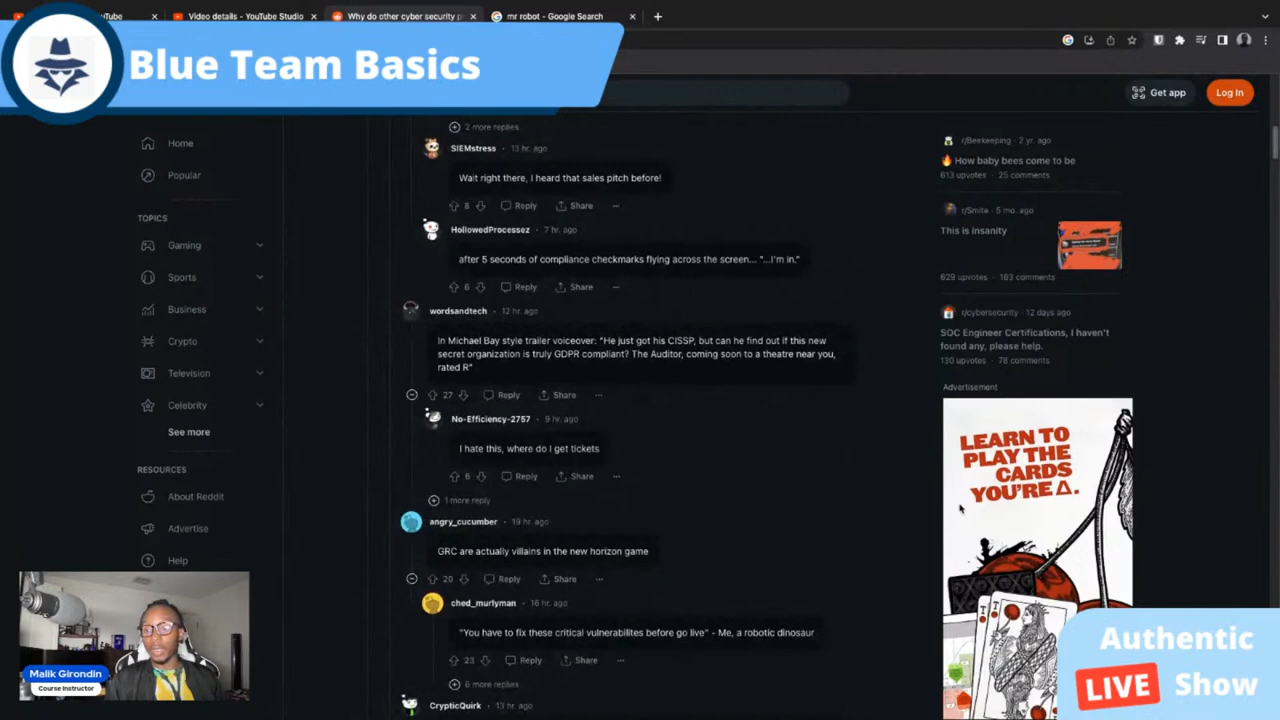 YouTube
Video details - YouTube Studio
Why do other cyber security p
mr robot - Google Search
Blue Team Basics
Get app
Log In
Home
Popular
TOPICS
Gaming
Sports
Business
Crypto
Television
Celebrity
See more
RESOURCES
About Reddit
Advertise
Help
2 more replies
SIEMstress • 13 hr. ago
Wait right there, I heard that sales pitch before!
8 Reply Share
HollowedProcessez • 7 hr. ago
after 5 seconds of compliance checkmarks flying across the screen... "...I'm in."
6 Reply Share
wordsandtech • 12 hr. ago
In Michael Bay style trailer voiceover: "He just got his CISSP, but can he find out if this new
secret organization is truly GDPR compliant? The Auditor, coming soon to a theatre near you,
rated R"
27 Reply Share
No-Efficiency-2757 • 9 hr. ago
I hate this, where do I get tickets
6 Reply Share
1 more reply
angry_cucumber • 19 hr. ago
GRC are actually villains in the new horizon game
20 Reply Share
ched_murlyman • 16 hr. ago
"You have to fix these critical vulnerabilites before go live" - Me, a robotic dinosaur
23 Reply Share
6 more replies
CrypticQuirk • 13 hr. ago
r/Beekeeping • 2 yr. ago
How baby bees come to be
613 upvotes • 25 comments
r/Smite • 5 mo. ago
This is insanity
629 upvotes • 163 comments
r/cybersecurity • 12 days ago
SOC Engineer Certifications, I haven't
found any, please help.
130 upvotes • 78 comments
Advertisement
LEARN TO
PLAY THE
CARDS
YOU'RE Δ.
Malik Girondin
Course Instructor
Authentic
LIVE Show